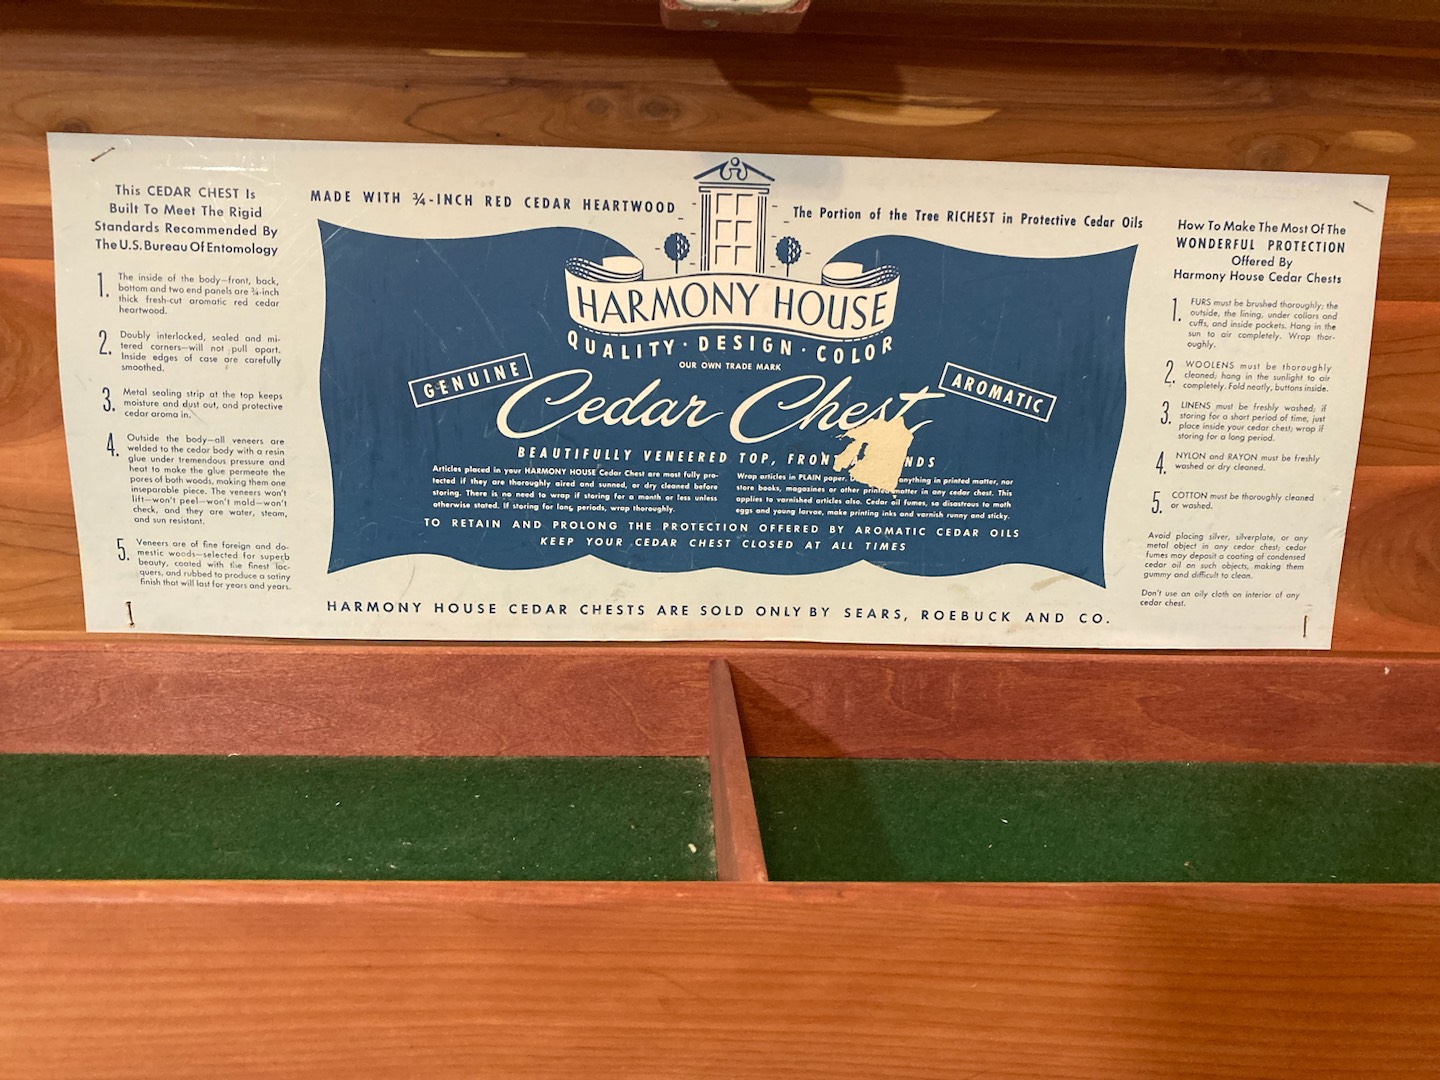 This CEDAR CHEST Is
Built To Meet The Rigid
Standards Recommended By
The U.S. Bureau Of Entomology
1. The inside of the body—front, back,
bottom and two end panels are ¾-inch
thick fresh-cut aromatic red cedar
heartwood.
2. Doubly interlocked, sealed and mi-
tered corners—will not pull apart.
Inside edges of case are carefully
smoothed.
3. Metal sealing strip at the top keeps
moisture and dust out, and protective
cedar aroma in.
4. Outside the body—all veneers are
welded to the cedar body with a resin
glue under tremendous pressure and
heat to make the glue permeate the
pores of both woods, making them one
inseparable piece. The veneers won't
lift—won't peel—won't mold—won't
check, and they are water, steam,
and sun resistant.
5. Veneers are of fine foreign and do-
mestic woods—selected for superb
beauty, coated with the finest lac-
quers, and rubbed to produce a satiny
finish that will last for years and years.
MADE WITH ¾-INCH RED CEDAR HEARTWOOD
The Portion of the Tree RICHEST in Protective Cedar Oils
HARMONY HOUSE
QUALITY · DESIGN · COLOR
OUR OWN TRADE MARK
GENUINE
Cedar Chest
AROMATIC
BEAUTIFULLY VENEERED TOP, FRONT
Articles placed in your HARMONY HOUSE Cedar Chest are most fully pro-
tected if they are thoroughly aired and sunned, or dry cleaned before
storing. There is no need to wrap if storing for a month or less unless
otherwise stated. If storing for long periods, wrap thoroughly.
Wrap articles in PLAIN paper. anything in printed matter, nor
store books, magazines or other printed matter in any cedar chest. This
applies to varnished articles also. Cedar oil fumes, so disastrous to moth
eggs and young larvae, make printing inks and varnish runny and sticky.
TO RETAIN AND PROLONG THE PROTECTION OFFERED BY AROMATIC CEDAR OILS
KEEP YOUR CEDAR CHEST CLOSED AT ALL TIMES
HARMONY HOUSE CEDAR CHESTS ARE SOLD ONLY BY SEARS, ROEBUCK AND CO.
How To Make The Most Of The
WONDERFUL PROTECTION
Offered By
Harmony House Cedar Chests
1. FURS must be brushed thoroughly; the
outside, the lining, under collars and
cuffs, and inside pockets. Hang in the
sun to air completely. Wrap thor-
oughly.
2. WOOLENS must be thoroughly
cleaned; hang in the sunlight to air
completely. Fold neatly, buttons inside.
3. LINENS must be freshly washed; if
storing for a short period of time, just
place inside your cedar chest; wrap if
storing for a long period.
4. NYLON and RAYON must be freshly
washed or dry cleaned.
5. COTTON must be thoroughly cleaned
or washed.
Avoid placing silver, silverplate, or any
metal object in any cedar chest; cedar
fumes may deposit a coating of condensed
cedar oil on such objects, making them
gummy and difficult to clean.
Don't use an oily cloth on interior of any
cedar chest.